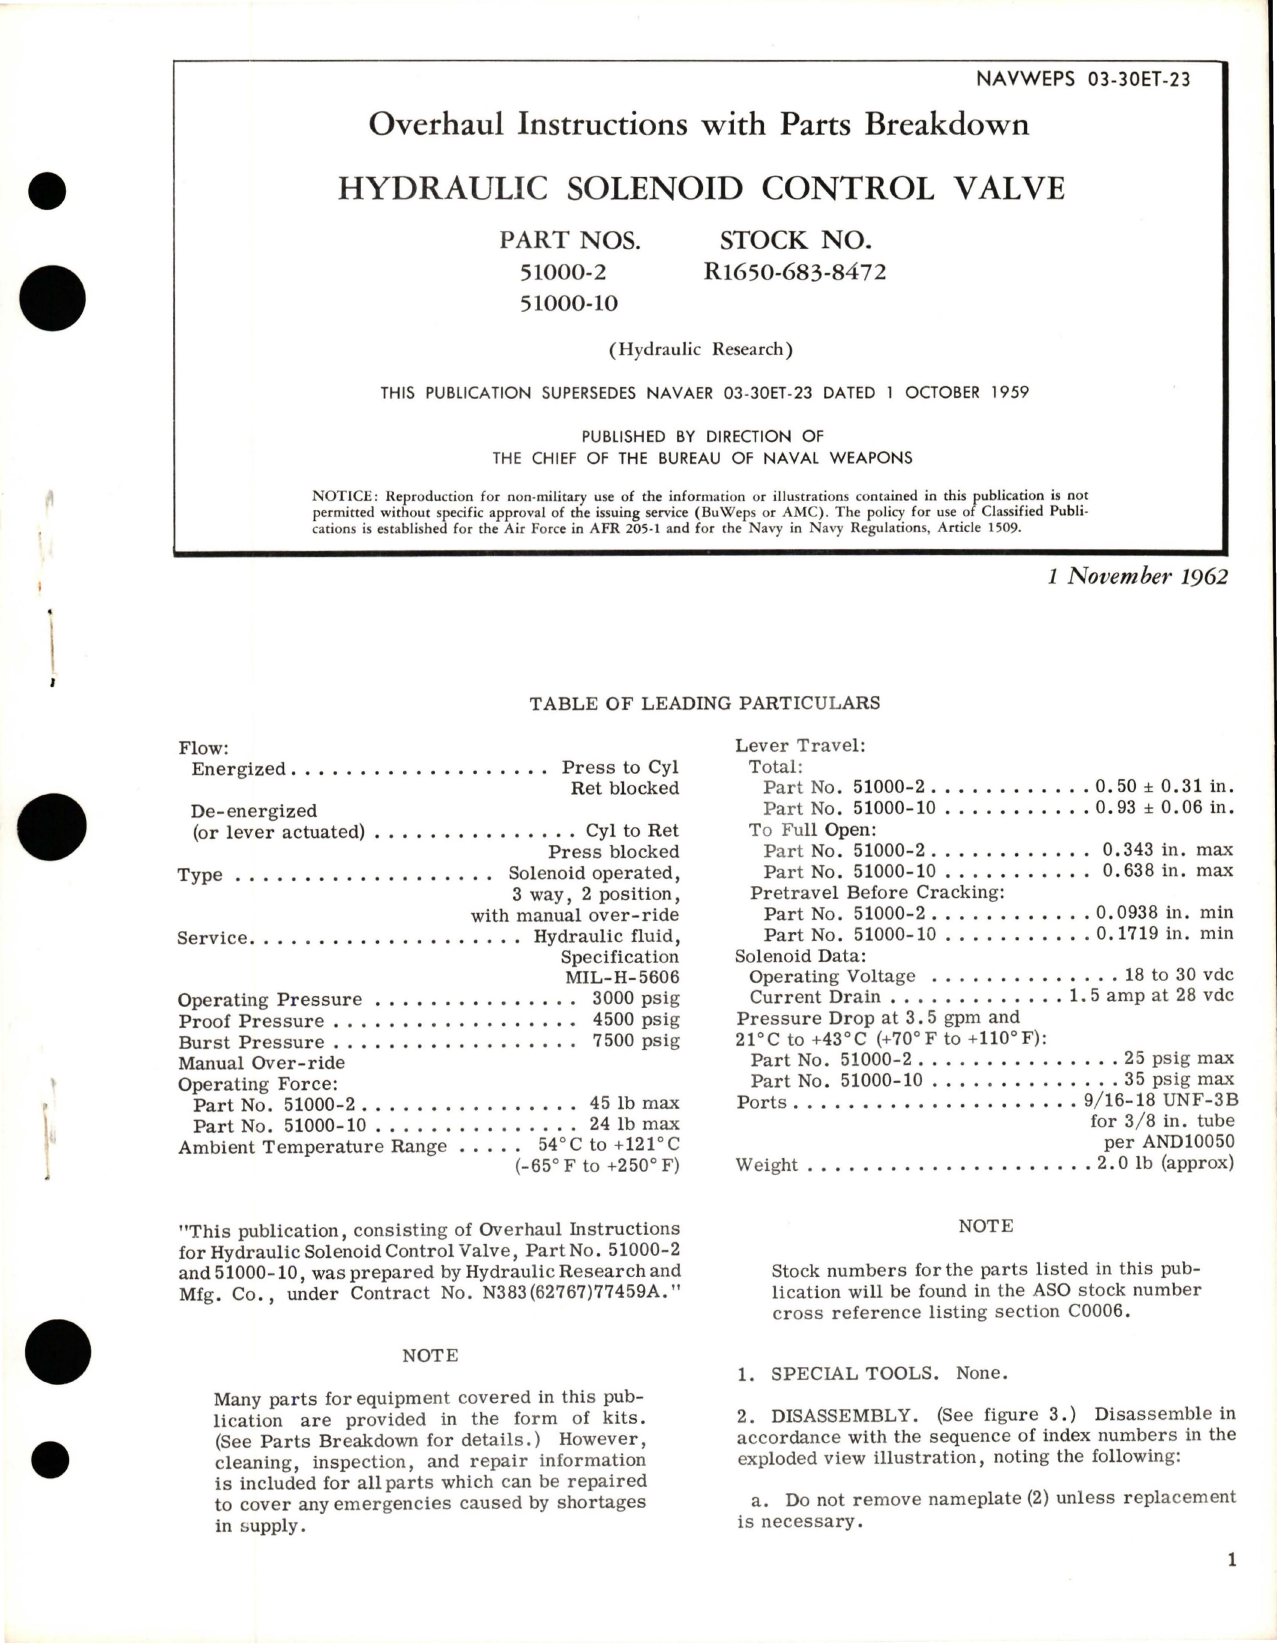 NAVWEPS 03-30ET-23
Overhaul Instructions with Parts Breakdown
HYDRAULIC SOLENOID CONTROL VALVE
PART NOS. STOCK NO.
51000-2 R1650-683-8472
51000-10
(Hydraulic Research)
THIS PUBLICATION SUPERSEDES NAVAER 03-30ET-23 DATED 1 OCTOBER 1959
PUBLISHED BY DIRECTION OF
THE CHIEF OF THE BUREAU OF NAVAL WEAPONS
NOTICE: Reproduction for non-military use of the information or illustrations contained in this publication is not
permitted without specific approval of the issuing service (BuWeps or AMC). The policy for use of Classified Publi-
cations is established for the Air Force in AFR 205-1 and for the Navy in Navy Regulations, Article 1509.
1 November 1962
TABLE OF LEADING PARTICULARS
Flow:
Energized . . . . . . . . . . . . . . . . . . . Press to Cyl
Ret blocked
De-energized
(or lever actuated) . . . . . . . . . . . . . . . Cyl to Ret
Press blocked
Type . . . . . . . . . . . . . . . . . . . Solenoid operated,
3 way, 2 position,
with manual over-ride
Service. . . . . . . . . . . . . . . . . . . . Hydraulic fluid,
Specification
MIL-H-5606
Operating Pressure . . . . . . . . . . . . . . . 3000 psig
Proof Pressure . . . . . . . . . . . . . . . . . . 4500 psig
Burst Pressure . . . . . . . . . . . . . . . . . . 7500 psig
Manual Over-ride
Operating Force:
Part No. 51000-2 . . . . . . . . . . . . . . . . 45 lb max
Part No. 51000-10 . . . . . . . . . . . . . . . 24 lb max
Ambient Temperature Range . . . . . 54°C to +121°C
(-65°F to +250°F)
"This publication, consisting of Overhaul Instructions
for Hydraulic Solenoid Control Valve, Part No. 51000-2
and 51000-10, was prepared by Hydraulic Research and
Mfg. Co., under Contract No. N383(62767)77459A."
NOTE
Many parts for equipment covered in this pub-
lication are provided in the form of kits.
(See Parts Breakdown for details.) However,
cleaning, inspection, and repair information
is included for all parts which can be repaired
to cover any emergencies caused by shortages
in supply.
Lever Travel:
Total:
Part No. 51000-2 . . . . . . . . . . . . 0.50 ± 0.31 in.
Part No. 51000-10 . . . . . . . . . . . 0.93 ± 0.06 in.
To Full Open:
Part No. 51000-2 . . . . . . . . . . . . 0.343 in. max
Part No. 51000-10 . . . . . . . . . . . 0.638 in. max
Pretravel Before Cracking:
Part No. 51000-2 . . . . . . . . . . . . 0.0938 in. min
Part No. 51000-10 . . . . . . . . . . . 0.1719 in. min
Solenoid Data:
Operating Voltage . . . . . . . . . . . . . . 18 to 30 vdc
Current Drain . . . . . . . . . . . . . 1.5 amp at 28 vdc
Pressure Drop at 3.5 gpm and
21°C to +43°C (+70°F to +110°F):
Part No. 51000-2 . . . . . . . . . . . . . . . 25 psig max
Part No. 51000-10 . . . . . . . . . . . . . . 35 psig max
Ports . . . . . . . . . . . . . . . . . . . . . 9/16-18 UNF-3B
for 3/8 in. tube
per AND10050
Weight . . . . . . . . . . . . . . . . . . . . . 2.0 lb (approx)
NOTE
Stock numbers for the parts listed in this pub-
lication will be found in the ASO stock number
cross reference listing section C0006.
1. SPECIAL TOOLS. None.
2. DISASSEMBLY. (See figure 3.) Disassemble in
accordance with the sequence of index numbers in the
exploded view illustration, noting the following:
a. Do not remove nameplate (2) unless replacement
is necessary.
1